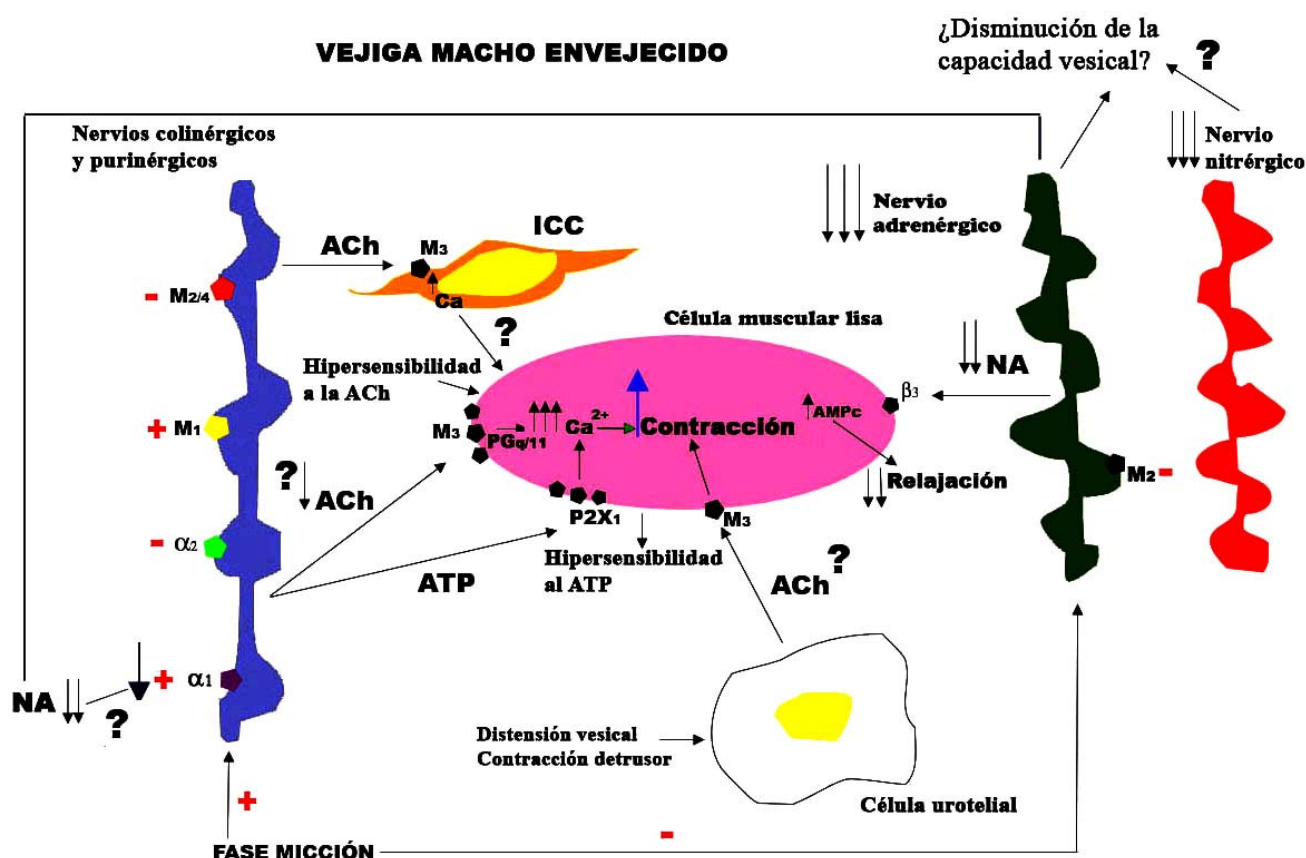 ¿Disminución de la
capacidad vesical?
?
VEJIGA MACHO ENVEJECIDO
Nervios colinérgicos
y purinérgicos
Nervio
nitrérgico
Nervio
adrenérgico
ACh
ICC
M3
Ca
- M2/4
?
Célula muscular lisa
Hipersensibilidad
a la ACh
NA
β3
+ M1
M3
PGq/11
Ca2+
Contracción
AMPc
Relajación
M2 -
? ACh
P2X1
M3
- α2
Hipersensibilidad
al ATP
ATP
ACh ?
+ α1
NA
?
Distensión vesical
Contracción detrusor
Célula urotelial
+
-
FASE MICCIÓN